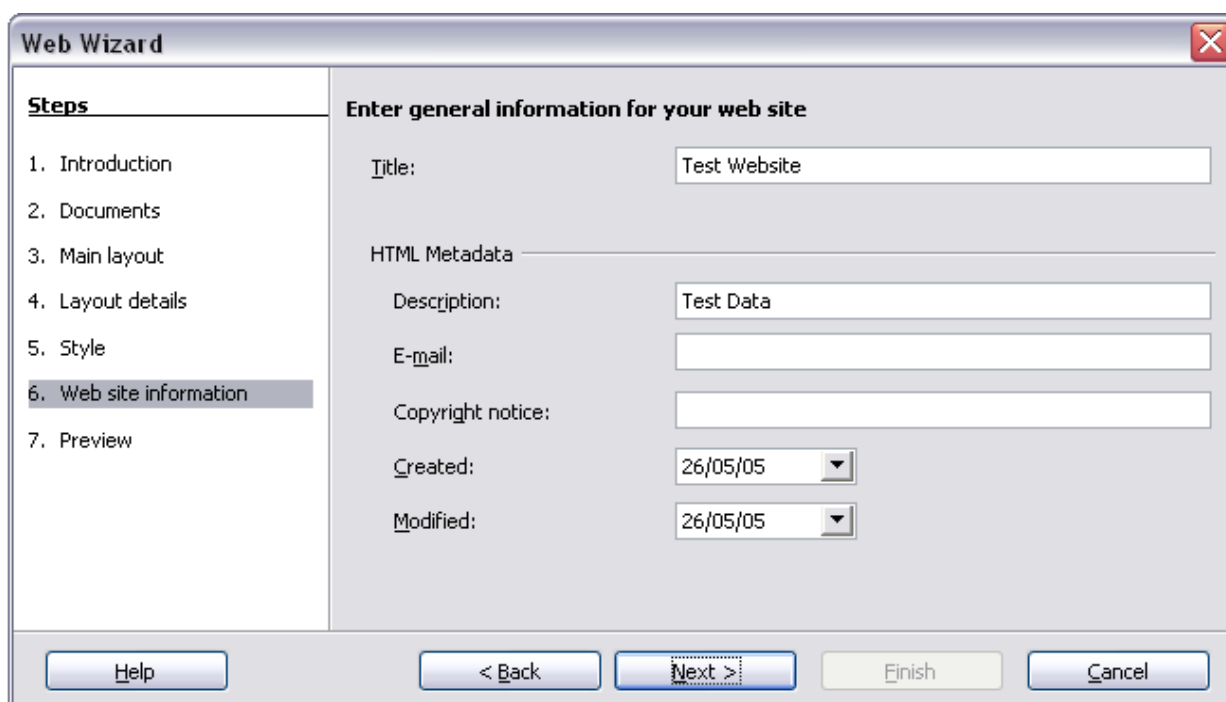 Web Wizard
Steps
1. Introduction
2. Documents
3. Main layout
4. Layout details
5. Style
6. Web site information
7. Preview
Enter general information for your web site
Title: Test Website
HTML Metadata
Description: Test Data
E-mail:
Copyright notice:
Created: 26/05/05
Modified: 26/05/05
Help < Back Next > Finish Cancel